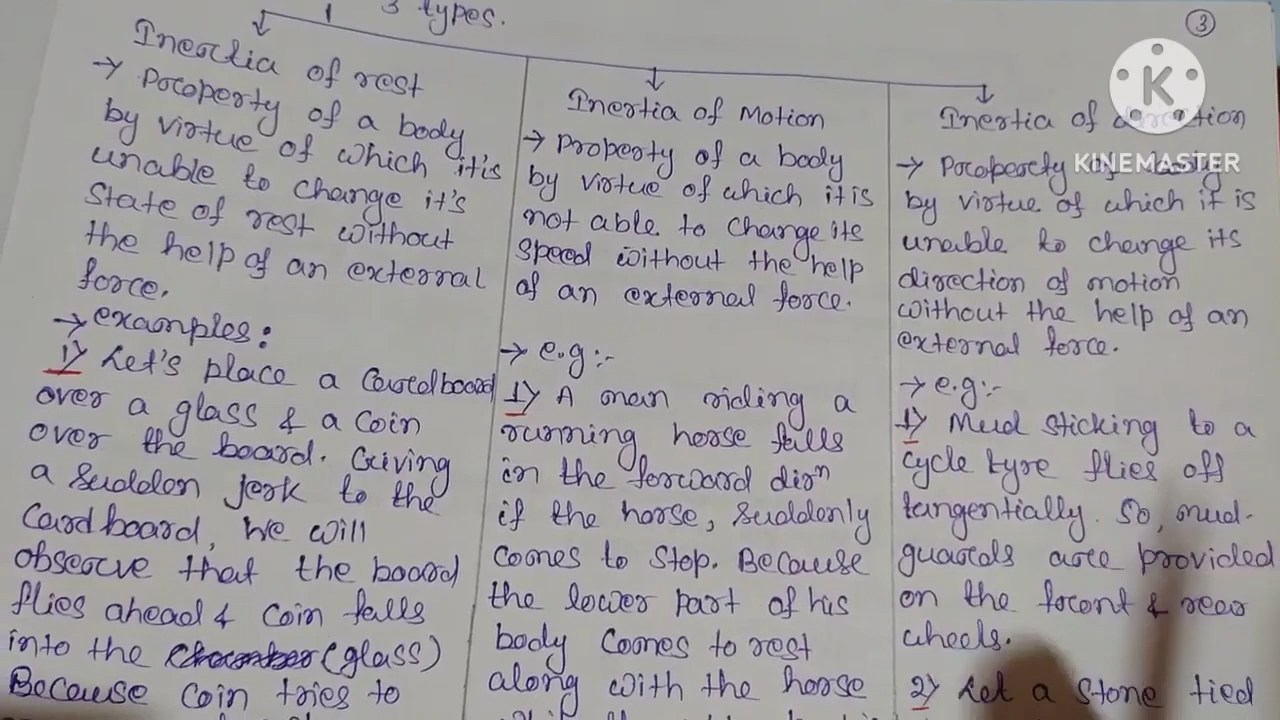 3 types.
3
Inertia of rest
→ Property of a body
by virtue of which it is
unable to change it's
State of rest without
the help of an external
force.
→ examples:
1) Let's place a Cardboard
over a glass & a coin
over the board. Giving
a sudden jerk to the
Cardboard, we will
observe that the board
flies ahead & coin falls
into the (glass)
Because coin tries to
Inertia of Motion
→ Property of a body
by virtue of which it is
not able to change its
speed without the help
of an external force.
→ e.g:-
1) A man riding a
running horse falls
in the forward dirⁿ
if the horse, suddenly
comes to stop. Because
the lower part of his
body comes to rest
along with the horse
Inertia of direction
→ Property of body
by virtue of which it is
unable to change its
direction of motion
without the help of an
external force.
→ e.g:-
1) Mud sticking to a
cycle tyre flies off
tangentially. So, mud-
guards are provided
on the front & rear
wheels.
2) Let a stone tied
K
KINEMASTER